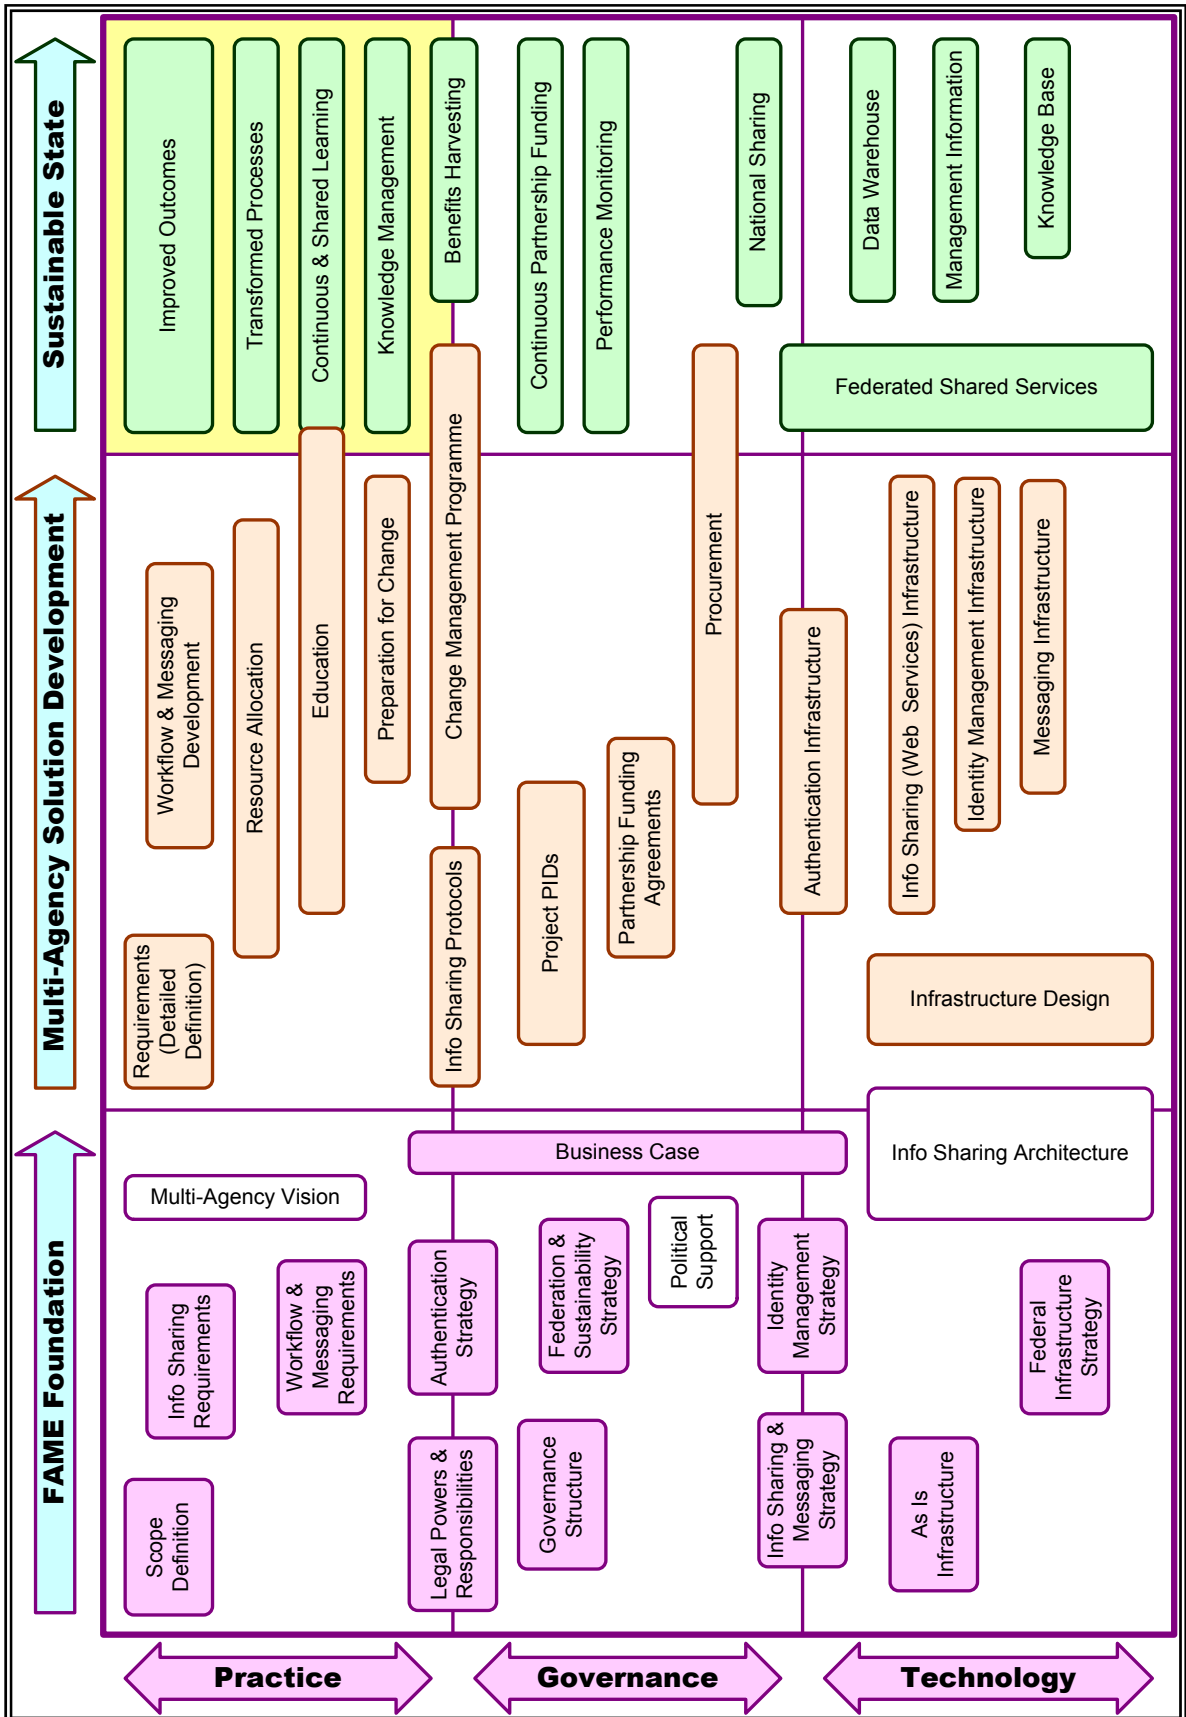 Sustainable State
Improved Outcomes
Transformed Processes
Continuous & Shared Learning
Knowledge Management
Benefits Harvesting
Continuous Partnership Funding
Performance Monitoring
National Sharing
Data Warehouse
Management Information
Knowledge Base
Federated Shared Services
Multi-Agency Solution Development
Workflow & Messaging
Development
Resource Allocation
Education
Preparation for Change
Change Management Programme
Procurement
Authentication Infrastructure
Info Sharing (Web Services) Infrastructure
Identity Management Infrastructure
Messaging Infrastructure
Requirements
(Detailed
Definition)
Info Sharing Protocols
Project PIDs
Partnership Funding
Agreements
Infrastructure Design
FAME Foundation
Business Case
Info Sharing Architecture
Multi-Agency Vision
Info Sharing
Requirements
Workflow &
Messaging
Requirements
Authentication
Strategy
Federation &
Sustainability
Strategy
Political
Support
Identity
Management
Strategy
Federal
Infrastructure
Strategy
Scope
Definition
Legal Powers &
Responsibilities
Governance
Structure
Info Sharing &
Messaging
Strategy
As Is
Infrastructure
Practice
Governance
Technology